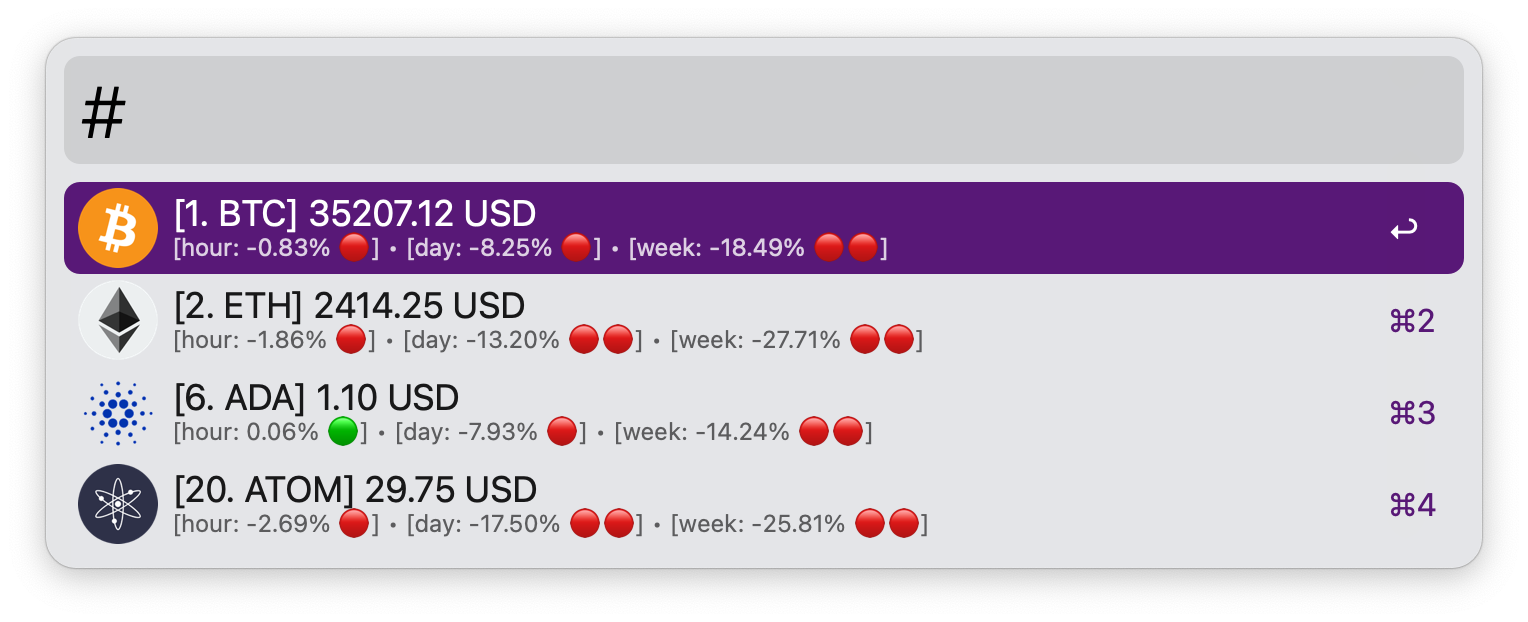 #
[1. BTC] 35207.12 USD
[hour: -0.83% 🔴] • [day: -8.25% 🔴] • [week: -18.49% 🔴🔴]
[2. ETH] 2414.25 USD
[hour: -1.86% 🔴] • [day: -13.20% 🔴🔴] • [week: -27.71% 🔴🔴]
⌘2
[6. ADA] 1.10 USD
[hour: 0.06% 🟢] • [day: -7.93% 🔴] • [week: -14.24% 🔴🔴]
⌘3
[20. ATOM] 29.75 USD
[hour: -2.69% 🔴] • [day: -17.50% 🔴🔴] • [week: -25.81% 🔴🔴]
⌘4